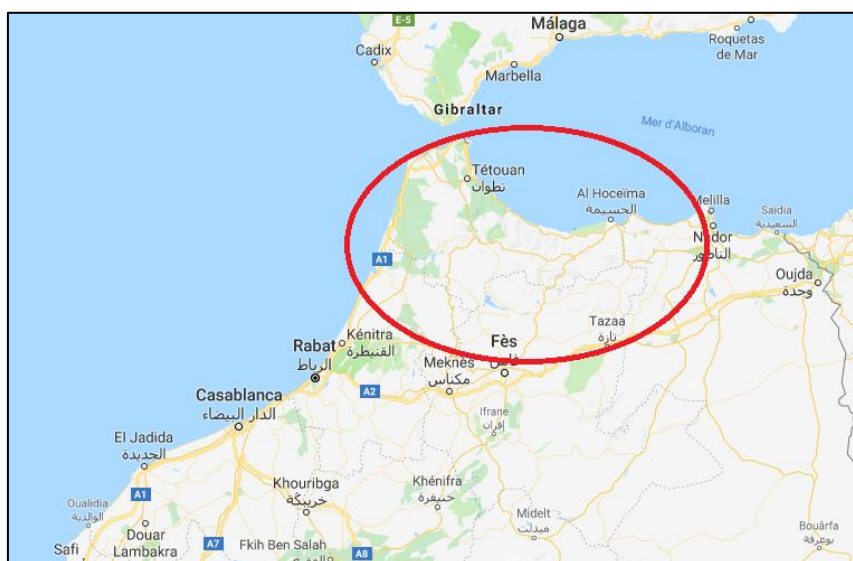 E-5
Málaga
Cadix
Roquetas
de Mar
Marbella
Gibraltar
Mer d'Alboran
Tétouan
تطوان
Al Hoceïma
الحسيمة
Melilla
Saidia
السعيدية
Nador
الناظور
A1
Oujda
وجدة
Tazaa
تازة
Kénitra
القنيطرة
Rabat
الرباط
Fès
فاس
Meknès
مكناس
A2
Casablanca
الدار البيضاء
Ifrane
إفران
El Jadida
الجديدة
Khouribga
خريبكة
Khénifra
خنيفرة
A1
Oualidia
الوالدية
Midelt
ميدلت
Douar
Lambakra
Bouârfa
بوعرفة
Safi
A7
Fkih Ben Salah
A8